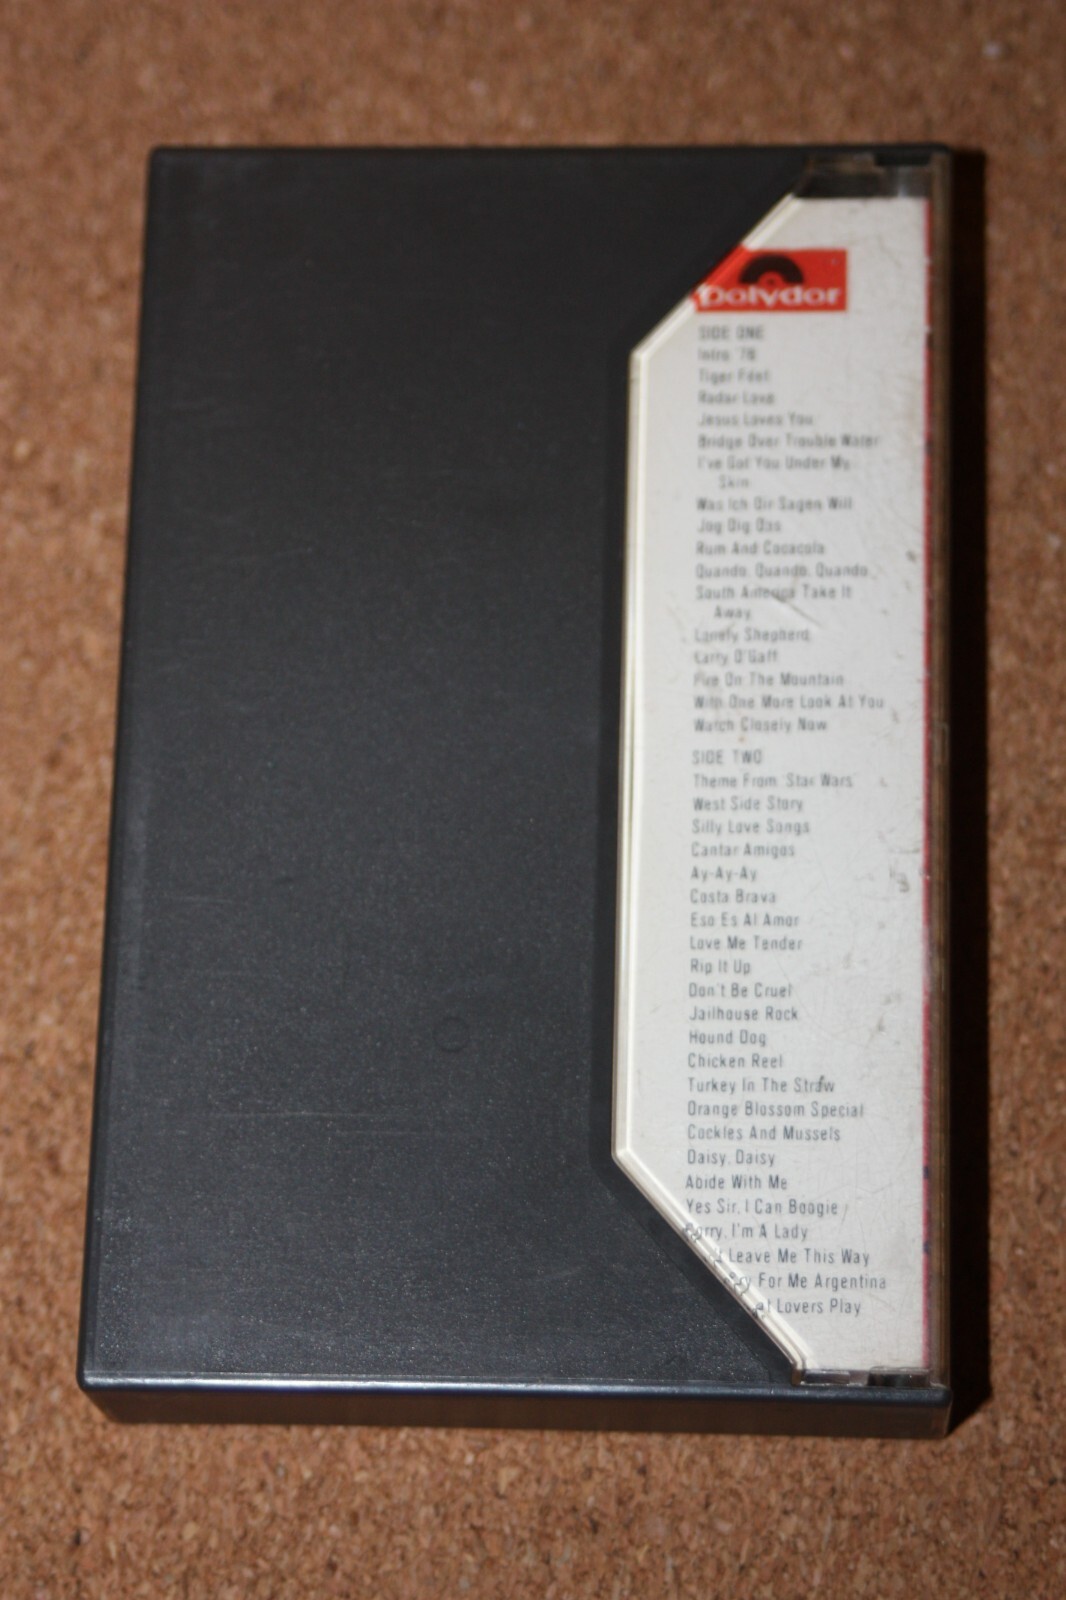 polydor
SIDE ONE
Intro '78
Tiger Feet
Radar Love
Jesus Loves You
Bridge Over Trouble Water
I've Got You Under My
Skin
Was Ich Dir Sagen Will
Jog Dig Das
Rum And Cocacola
Quando, Quando, Quando
South America Take It
Away
Lonely Shepherd
Larry O'Gaff
Fire On The Mountain
With One More Look At You
Watch Closely Now
SIDE TWO
Theme From 'Star Wars'
West Side Story
Silly Love Songs
Cantar Amigos
Ay-Ay-Ay
Costa Brava
Eso Es Al Amor
Love Me Tender
Rip It Up
Don't Be Cruel
Jailhouse Rock
Hound Dog
Chicken Reel
Turkey In The Straw
Orange Blossom Special
Cockles And Mussels
Daisy, Daisy
Abide With Me
Yes Sir, I Can Boogie
Sorry, I'm A Lady
Leave Me This Way
Cry For Me Argentina
Lovers Play